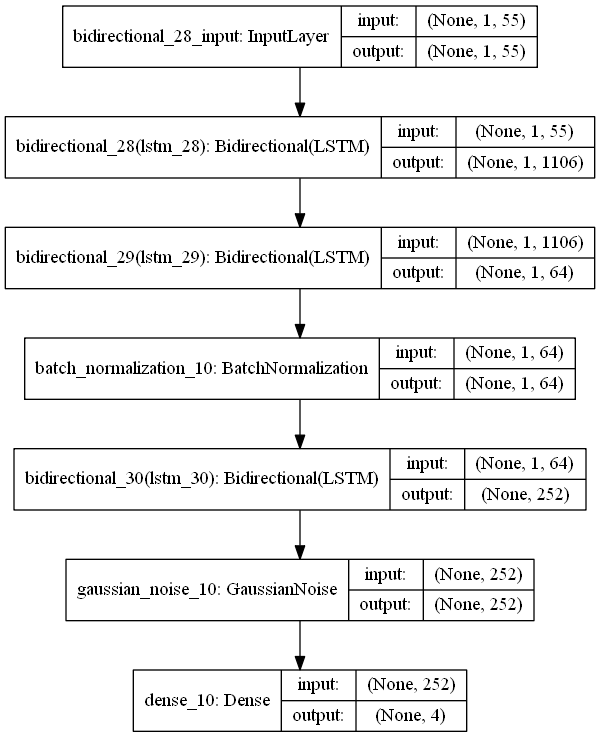 bidirectional_28_input: InputLayer
input: (None, 1, 55)
output: (None, 1, 55)
bidirectional_28(lstm_28): Bidirectional(LSTM)
input: (None, 1, 55)
output: (None, 1, 1106)
bidirectional_29(lstm_29): Bidirectional(LSTM)
input: (None, 1, 1106)
output: (None, 1, 64)
batch_normalization_10: BatchNormalization
input: (None, 1, 64)
output: (None, 1, 64)
bidirectional_30(lstm_30): Bidirectional(LSTM)
input: (None, 1, 64)
output: (None, 252)
gaussian_noise_10: GaussianNoise
input: (None, 252)
output: (None, 252)
dense_10: Dense
input: (None, 252)
output: (None, 4)